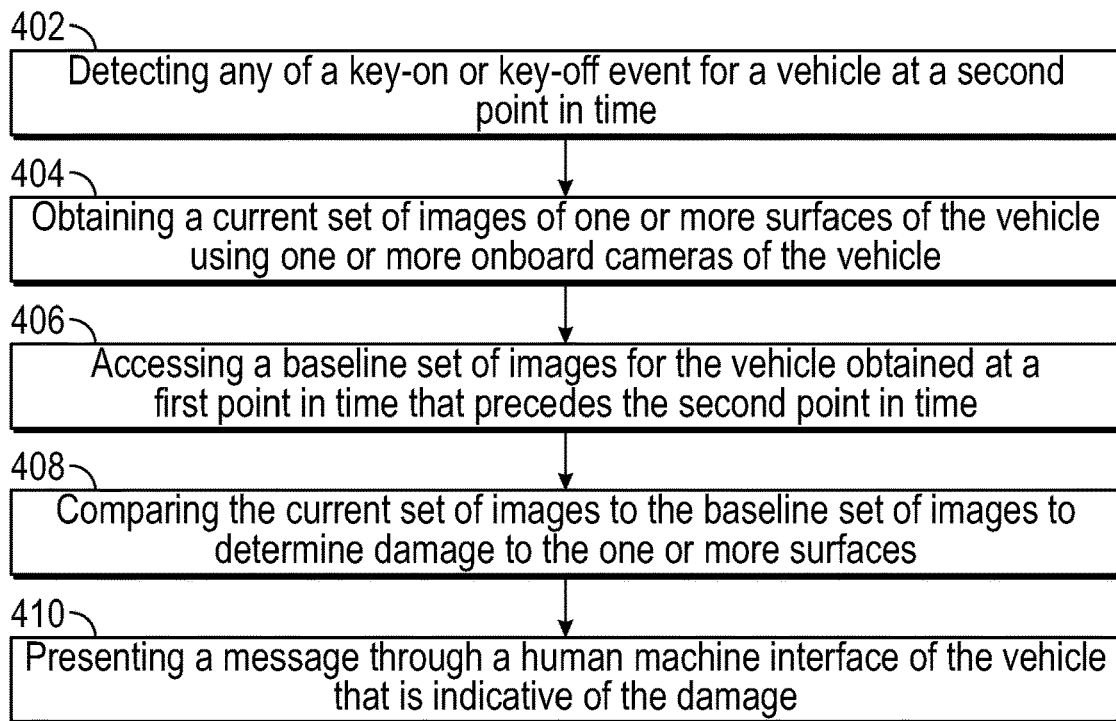 402
Detecting any of a key-on or key-off event for a vehicle at a second
point in time
404
Obtaining a current set of images of one or more surfaces of the vehicle
using one or more onboard cameras of the vehicle
406
Accessing a baseline set of images for the vehicle obtained at a
first point in time that precedes the second point in time
408
Comparing the current set of images to the baseline set of images to
determine damage to the one or more surfaces
410
Presenting a message through a human machine interface of the vehicle
that is indicative of the damage